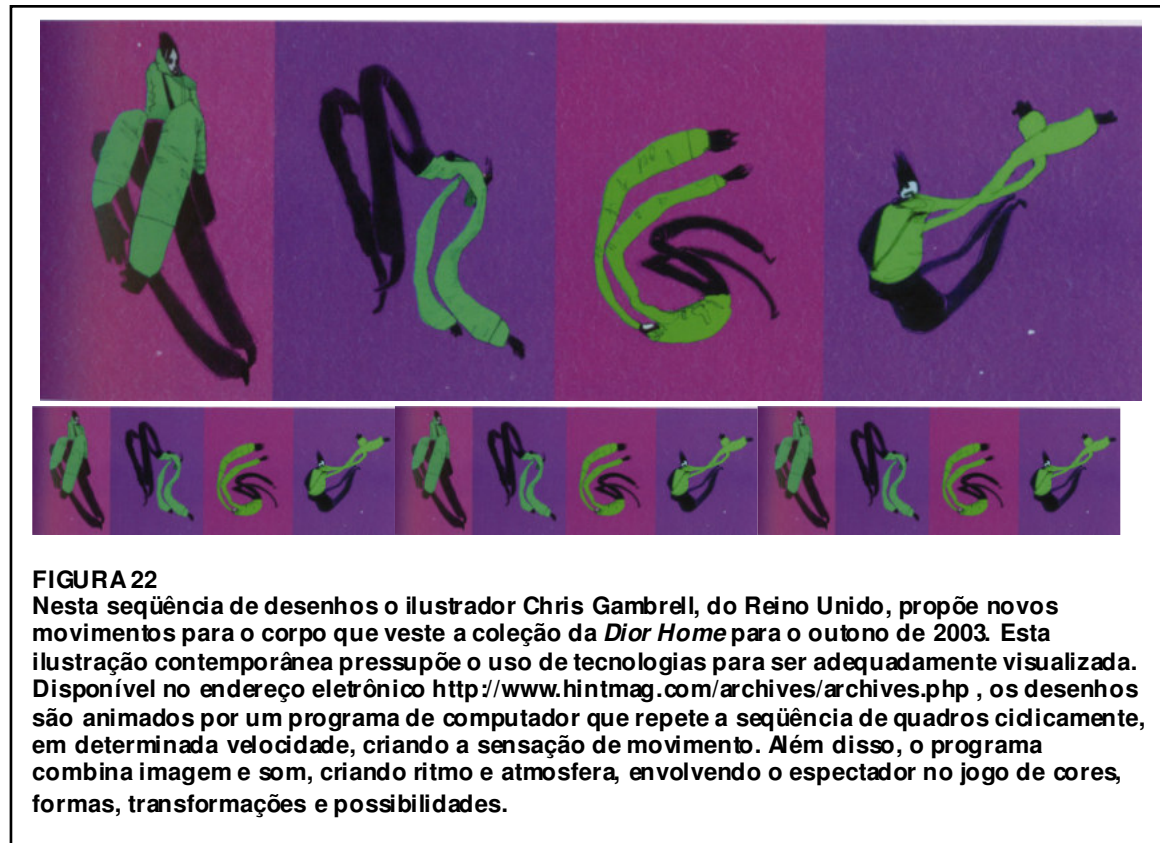 FIGURA 22
Nesta seqüência de desenhos o ilustrador Chris Gambrell, do Reino Unido, propõe novos
movimentos para o corpo que veste a coleção da Dior Home para o outono de 2003. Esta
ilustração contemporânea pressupõe o uso de tecnologias para ser adequadamente visualizada.
Disponível no endereço eletrônico http://www.hintmag.com/archives/archives.php , os desenhos
são animados por um programa de computador que repete a seqüência de quadros ciclicamente,
em determinada velocidade, criando a sensação de movimento. Além disso, o programa
combina imagem e som, criando ritmo e atmosfera, envolvendo o espectador no jogo de cores,
formas, transformações e possibilidades.